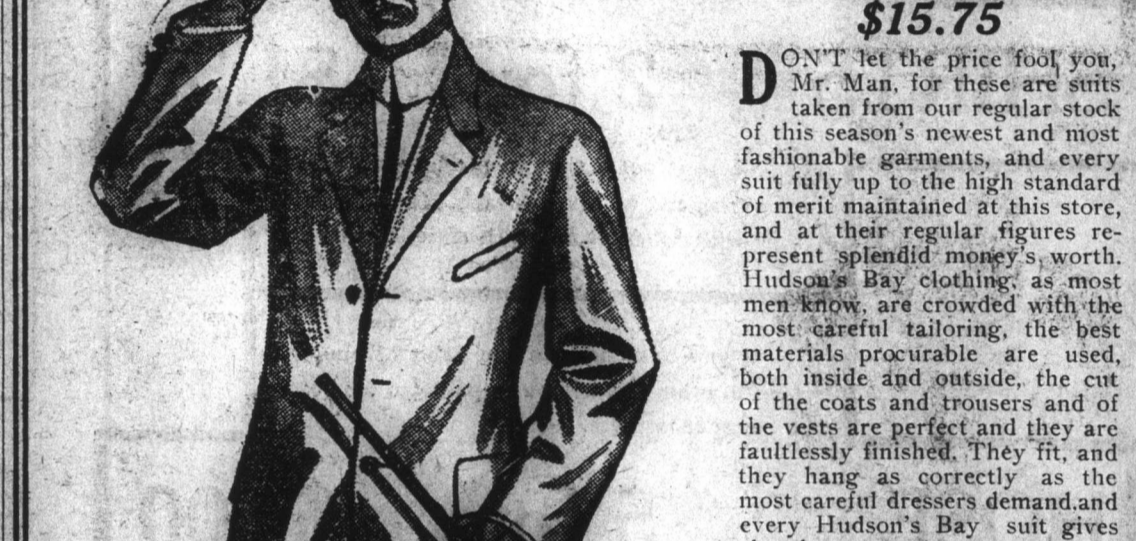 $15.75
DON'T let the price fool you,
Mr. Man, for these are suits
taken from our regular stock
of this season's newest and most
fashionable garments, and every
suit fully up to the high standard
of merit maintained at this store,
and at their regular figures re-
present splendid money's worth.
Hudson's Bay clothing, as most
men know, are crowded with the
most careful tailoring, the best
materials procurable are used,
both inside and outside, the cut
of the coats and trousers and of
the vests are perfect and they are
faultlessly finished. They fit, and
they hang as correctly as the
most careful dressers demand.and
every Hudson's Bay suit gives